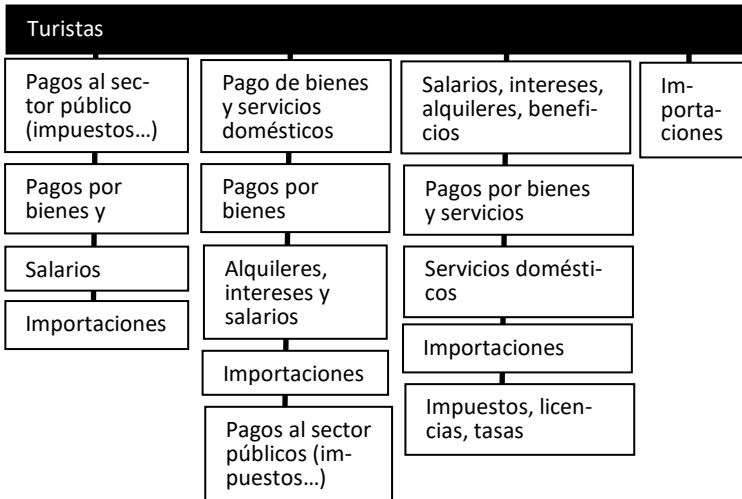 Turistas
Pagos al sec-
tor público
(impuestos…)
Pagos por
bienes y
Salarios
Importaciones
Pago de bienes
y servicios
domésticos
Pagos por
bienes
Alquileres,
intereses y
salarios
Importaciones
Pagos al sector
públicos (im-
puestos…)
Salarios, intereses,
alquileres, benefi-
cios
Pagos por bienes
y servicios
Servicios domésti-
cos
Importaciones
Impuestos, licen-
cias, tasas
Im-
porta-
ciones